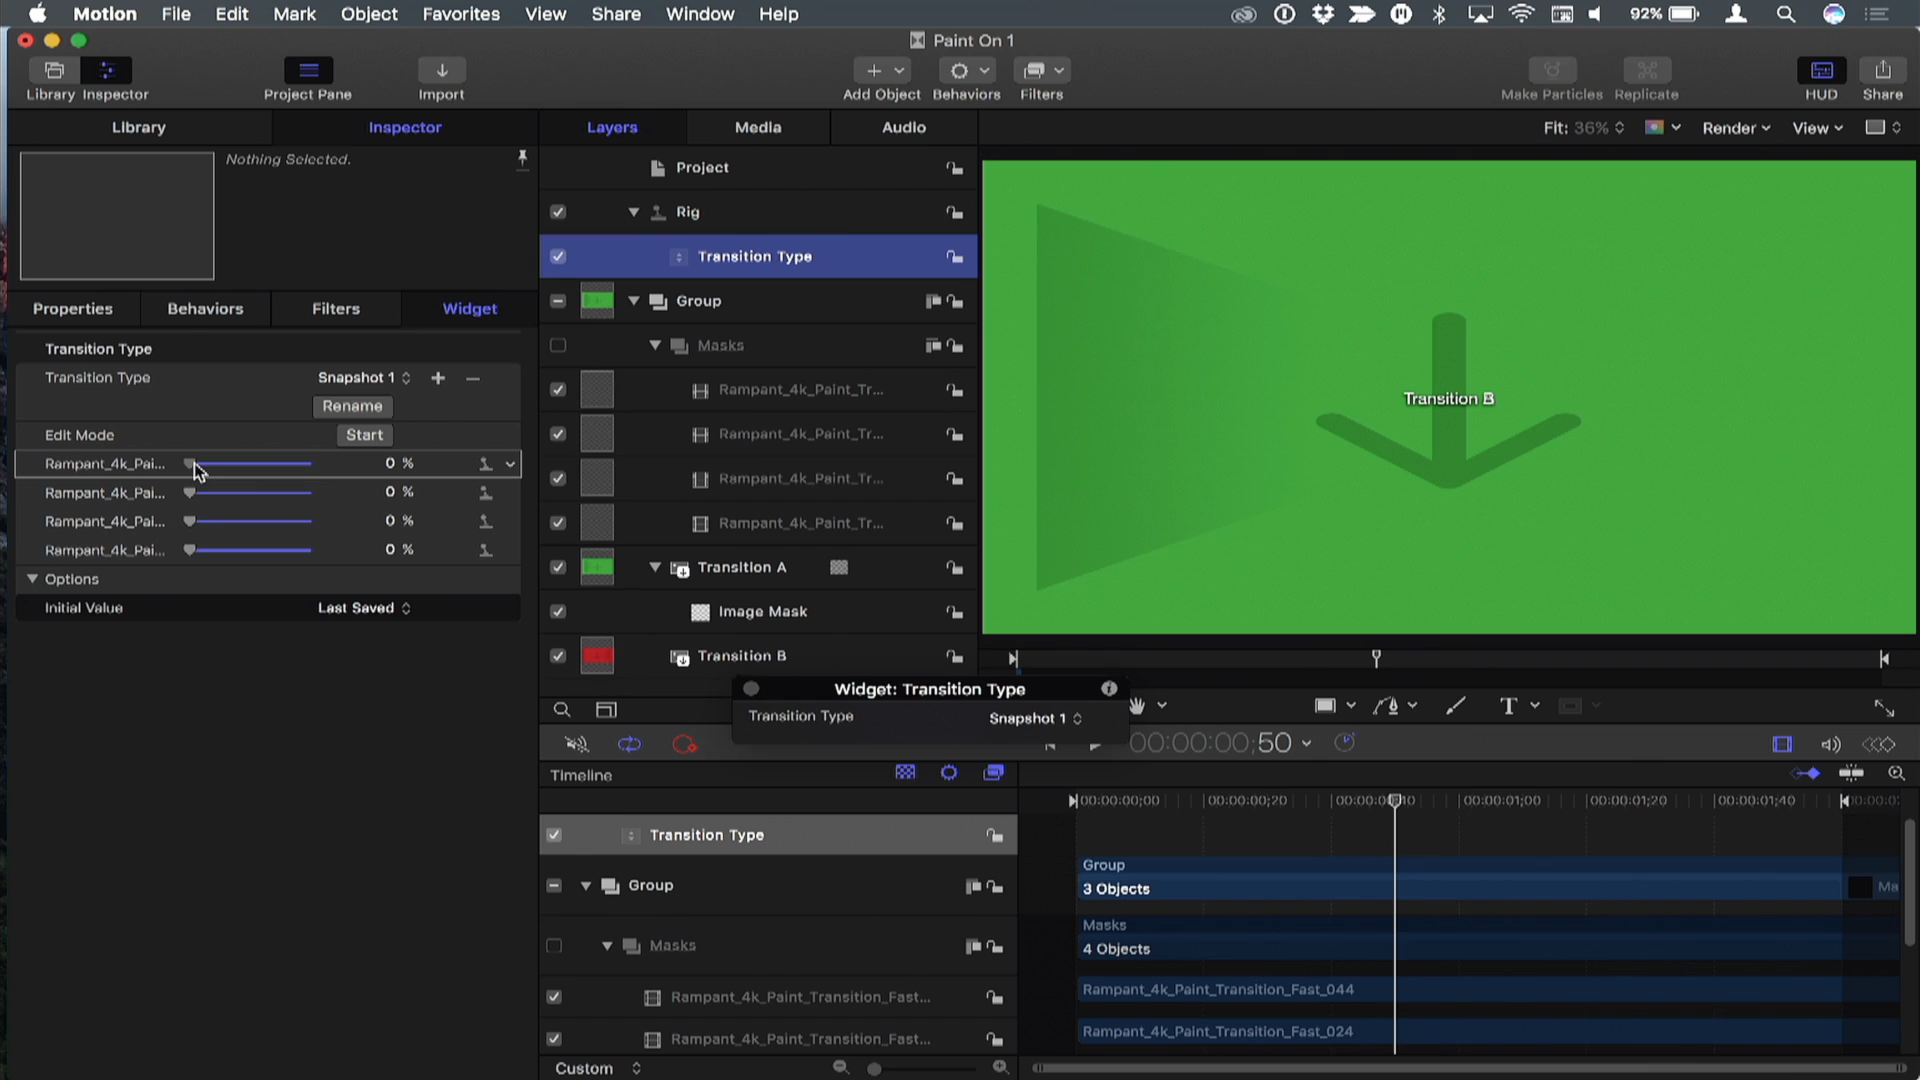 Motion File Edit Mark Object Favorites View Share Window Help 92%
Paint On 1
Library Inspector Project Pane Import Add Object Behaviors Filters Make Particles Replicate HUD Share
Library Inspector Layers Media Audio Fit: 36% Render View
Nothing Selected.
Project
Rig
Transition Type
Group
Properties Behaviors Filters Widget
Masks
Transition Type
Transition Type Snapshot 1
Rename
Edit Mode Start
Rampant_4k_Pai... 0 %
Rampant_4k_Pai... 0 %
Rampant_4k_Pai... 0 %
Rampant_4k_Pai... 0 %
Options
Initial Value Last Saved
Rampant_4k_Paint_Tr...
Rampant_4k_Paint_Tr...
Rampant_4k_Paint_Tr...
Rampant_4k_Paint_Tr...
Transition A
Image Mask
Transition B
Transition B
Widget: Transition Type
Transition Type Snapshot 1
00:00:00;50
Timeline
00:00:00;00 00:00:00;20 00:00:01;00 00:00:01;20 00:00:01;40
Transition Type
Group
Group
3 Objects
Masks
Masks
4 Objects
Rampant_4k_Paint_Transition_Fast... Rampant_4k_Paint_Transition_Fast_044
Rampant_4k_Paint_Transition_Fast... Rampant_4k_Paint_Transition_Fast_024
Custom